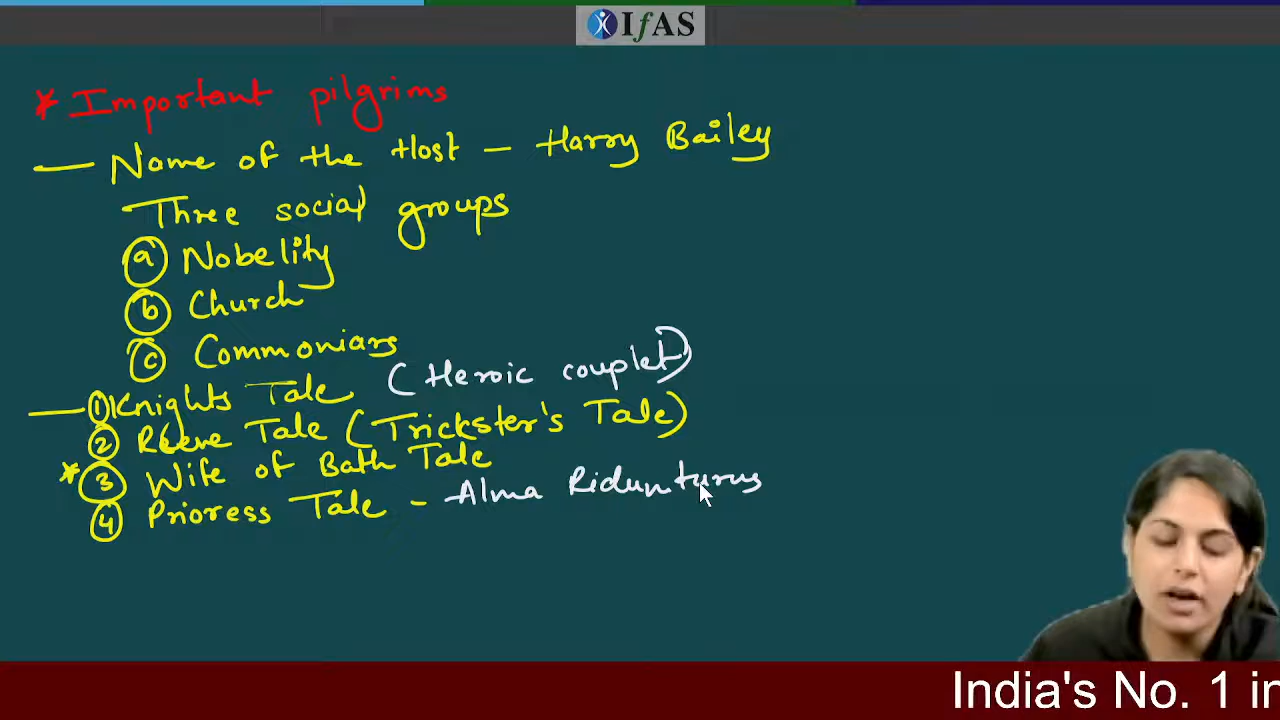 IfAS
* Important pilgrims
— Name of the Host – Harry Bailey
Three social groups
(a) Nobelity
(b) Church
(c) Commoniars
(Heroic couplet)
— (1) Knights Tale
(2) Reeve Tale (Trickster's Tale)
* (3) Wife of Bath Tale
(4) Prioress Tale - Alma Ridumturus
India's No. 1 in